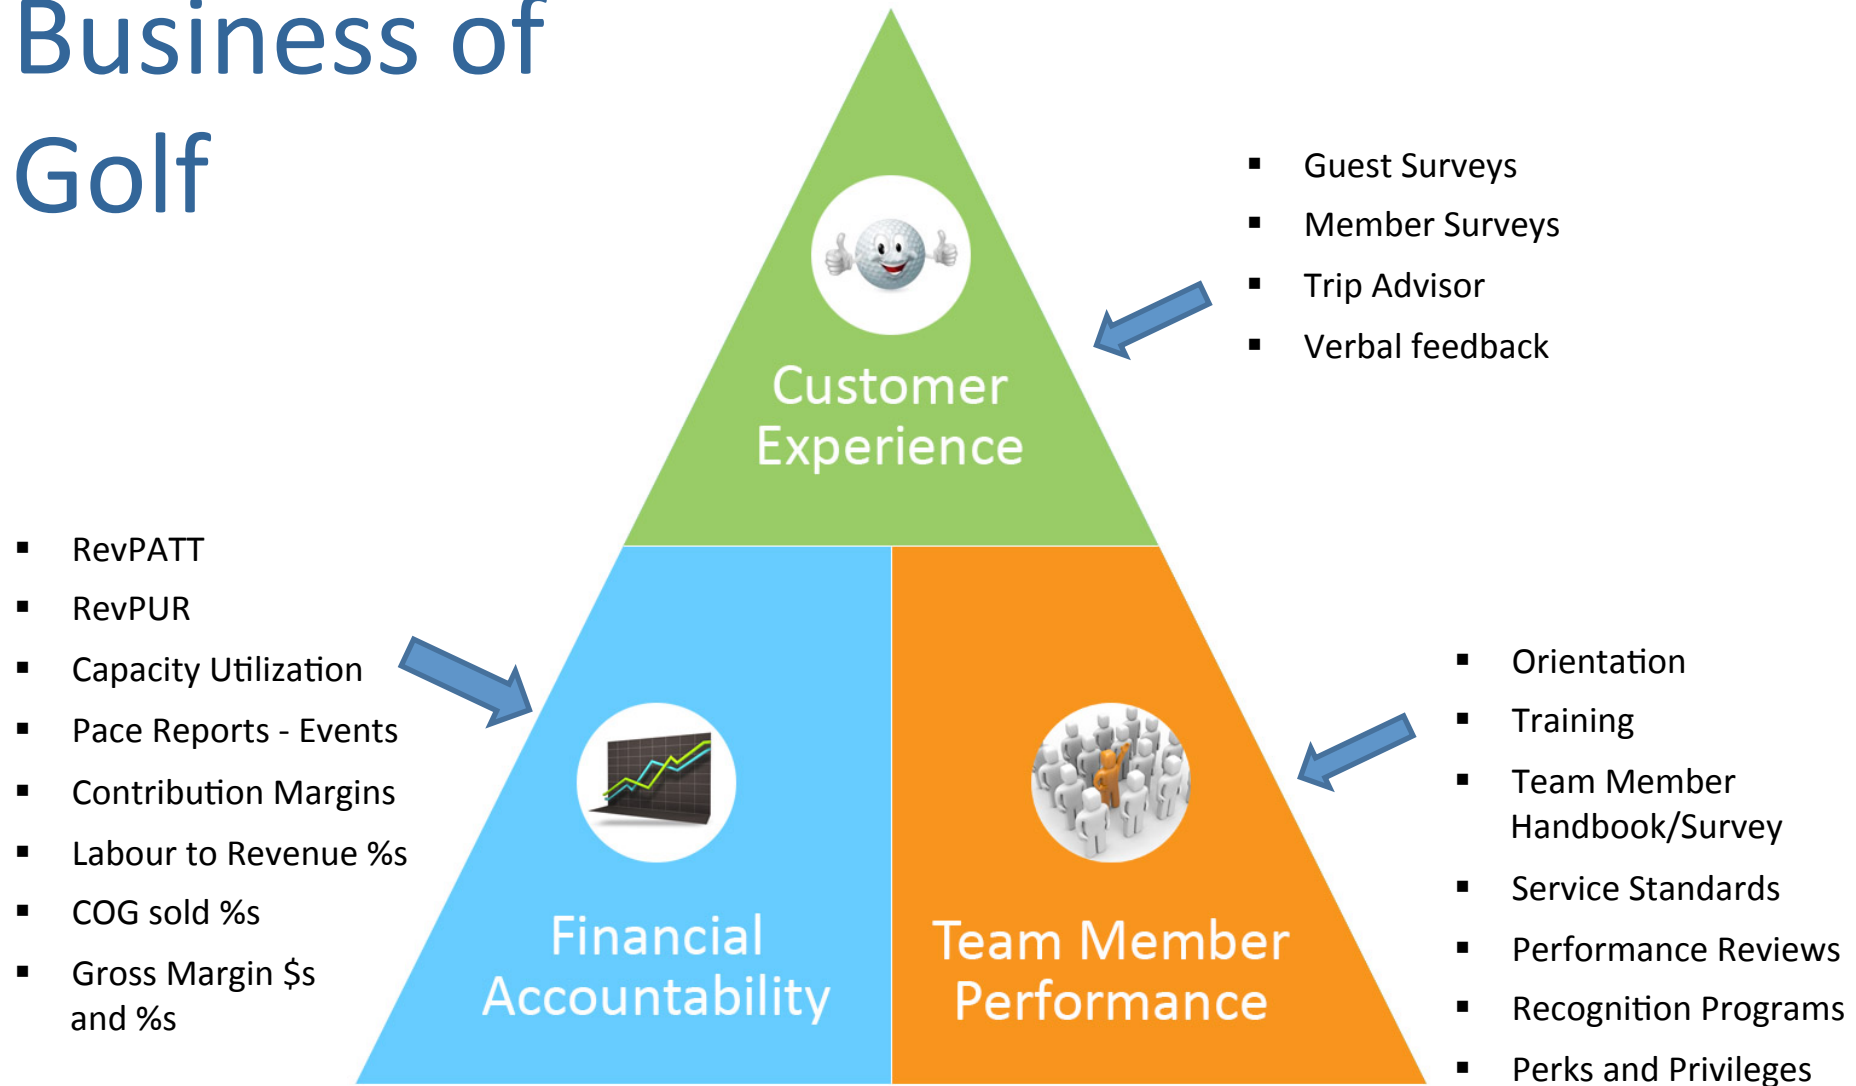 Business of
Golf
Customer
Experience
▪ Guest Surveys
▪ Member Surveys
▪ Trip Advisor
▪ Verbal feedback
▪ RevPATT
▪ RevPUR
▪ Capacity Utilization
▪ Pace Reports - Events
▪ Contribution Margins
▪ Labour to Revenue %s
▪ COG sold %s
▪ Gross Margin $s
and %s
Financial
Accountability
Team Member
Performance
▪ Orientation
▪ Training
▪ Team Member
Handbook/Survey
▪ Service Standards
▪ Performance Reviews
▪ Recognition Programs
▪ Perks and Privileges